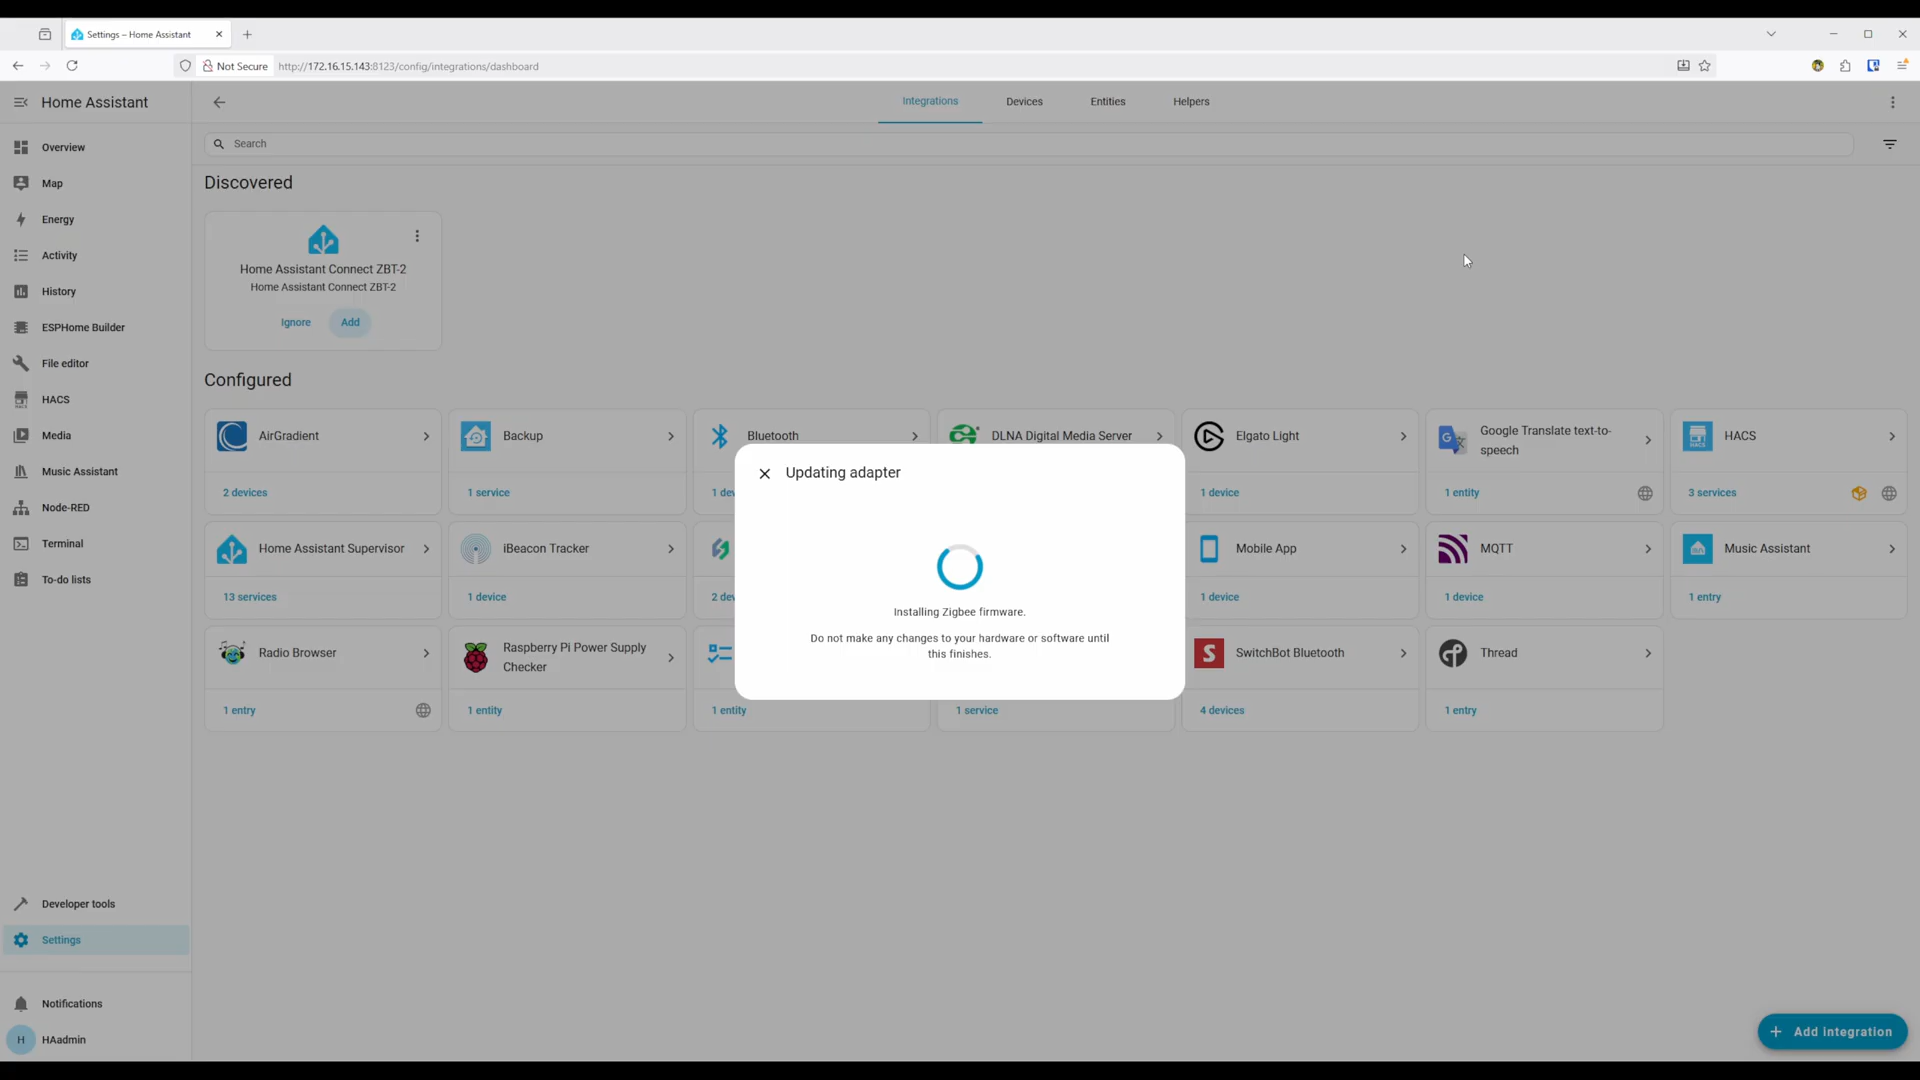 Settings – Home Assistant
Not Secure
http://172.16.15.143:8123/config/integrations/dashboard
Home Assistant
Integrations
Devices
Entities
Helpers
Search
Overview
Map
Energy
Activity
History
ESPHome Builder
File editor
HACS
Media
Music Assistant
Node-RED
Terminal
To-do lists
Developer tools
Settings
Notifications
H
HAadmin
Discovered
Home Assistant Connect ZBT-2
Home Assistant Connect ZBT-2
Ignore
Add
Configured
AirGradient
2 devices
Backup
1 service
Bluetooth
1 dev
DLNA Digital Media Server
Elgato Light
1 device
Google Translate text-to-
speech
1 entity
HACS
3 services
Home Assistant Supervisor
13 services
iBeacon Tracker
1 device
2 dev
Mobile App
1 device
MQTT
1 device
Music Assistant
1 entry
Radio Browser
1 entry
Raspberry Pi Power Supply
Checker
1 entity
1 entity
1 service
SwitchBot Bluetooth
4 devices
Thread
1 entry
Updating adapter
Installing Zigbee firmware.
Do not make any changes to your hardware or software until
this finishes.
Add integration